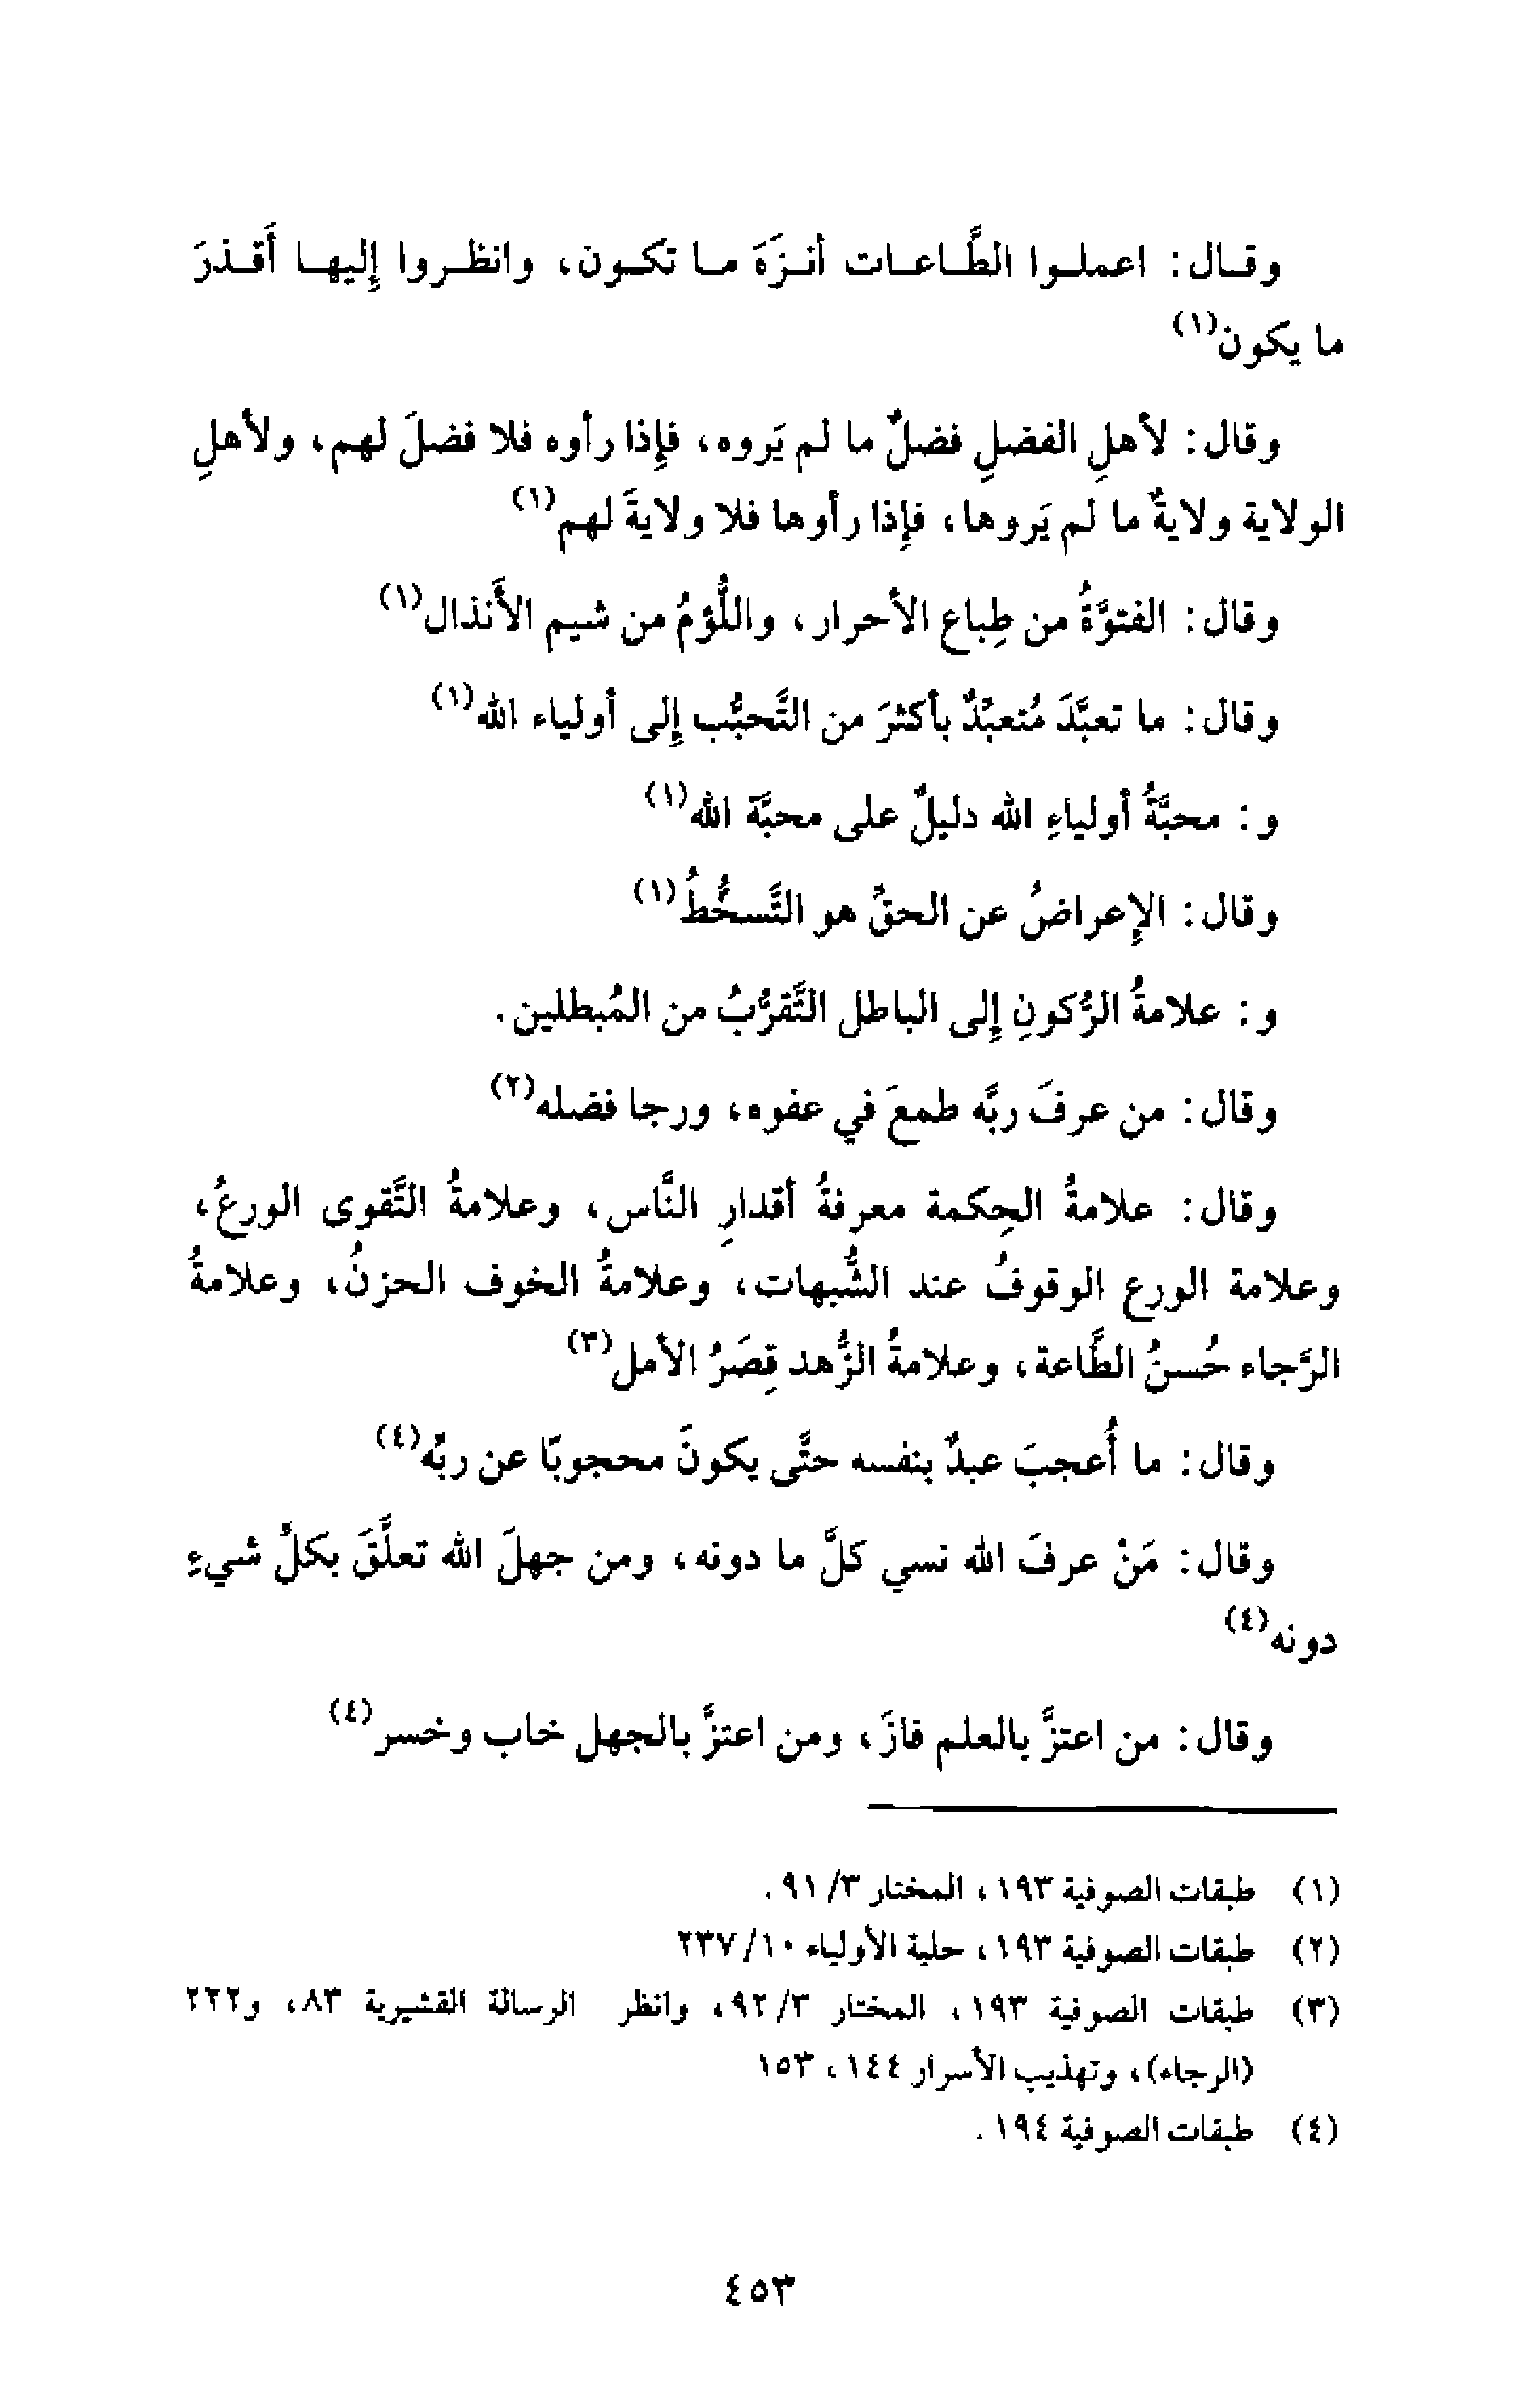 وقال: اعملوا الطَّاعات أنزَهَ ما تكون، وانظروا إليها أَقذرَ
ما يكون(١)
وقال: لأهلِ الفضلِ فضلٌ ما لم يَروه، فإذا رأوه فلا فضلَ لهم، ولأهلِ
الولاية ولايةٌ ما لم يَروها، فإذا رأوها فلا ولايةَ لهم(١)
وقال: الفتوَّةُ من طِباع الأحرار، واللُّؤمُ من شيم الأَنذال(١)
وقال: ما تعبَّدَ مُتعبِّدٌ بأكثرَ من التَّحبُّب إلى أولياء الله(١)
و: محبَّةُ أولياءِ الله دليلٌ على محبَّة الله(١)
وقال: الإعراضُ عن الحقِّ هو التَّسخُّطُ(١)
و: علامةُ الرُّكونِ إلى الباطل التَّقرُّبُ من المُبطلين.
وقال: من عرفَ ربَّه طمعَ في عفوه، ورجا فضله(٢)
وقال: علامةُ الحِكمة معرفةُ أقدارِ النَّاس، وعلامةُ التَّقوى الورعُ،
وعلامة الورع الوقوفُ عند الشُّبهات، وعلامةُ الخوف الحزنُ، وعلامةُ
الرَّجاء حُسنُ الطَّاعة، وعلامةُ الزُّهد قِصَرُ الأمل(٣)
وقال: ما أُعجبَ عبدٌ بنفسه حتَّى يكونَ محجوبًا عن ربِّه(٤)
وقال: مَنْ عرفَ الله نسي كلَّ ما دونه، ومن جهلَ الله تعلَّقَ بكلِّ شيءٍ
دونه(٤)
وقال: من اعتزَّ بالعلم فازَ، ومن اعتزَّ بالجهل خاب وخسر(٤)
(١) طبقات الصوفية ١٩٣، المختار ٣/ ٩١.
(٢) طبقات الصوفية ١٩٣، حلية الأولياء ١٠/ ٢٣٧
(٣) طبقات الصوفية ١٩٣، المختار ٣/ ٩٢، وانظر الرسالة القشيرية ٨٣، و٢٢٢
(الرجاء)، وتهذيب الأسرار ١٤٤، ١٥٣
(٤) طبقات الصوفية ١٩٤.
٤٥٣